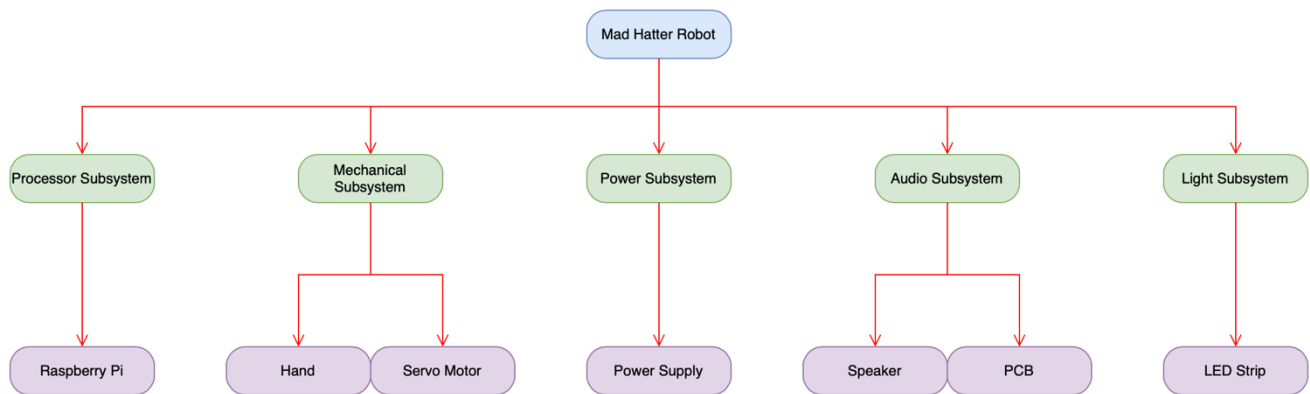 Mad Hatter Robot
Processor Subsystem
Mechanical
Subsystem
Power Subsystem
Audio Subsystem
Light Subsystem
Raspberry Pi
Hand
Servo Motor
Power Supply
Speaker
PCB
LED Strip